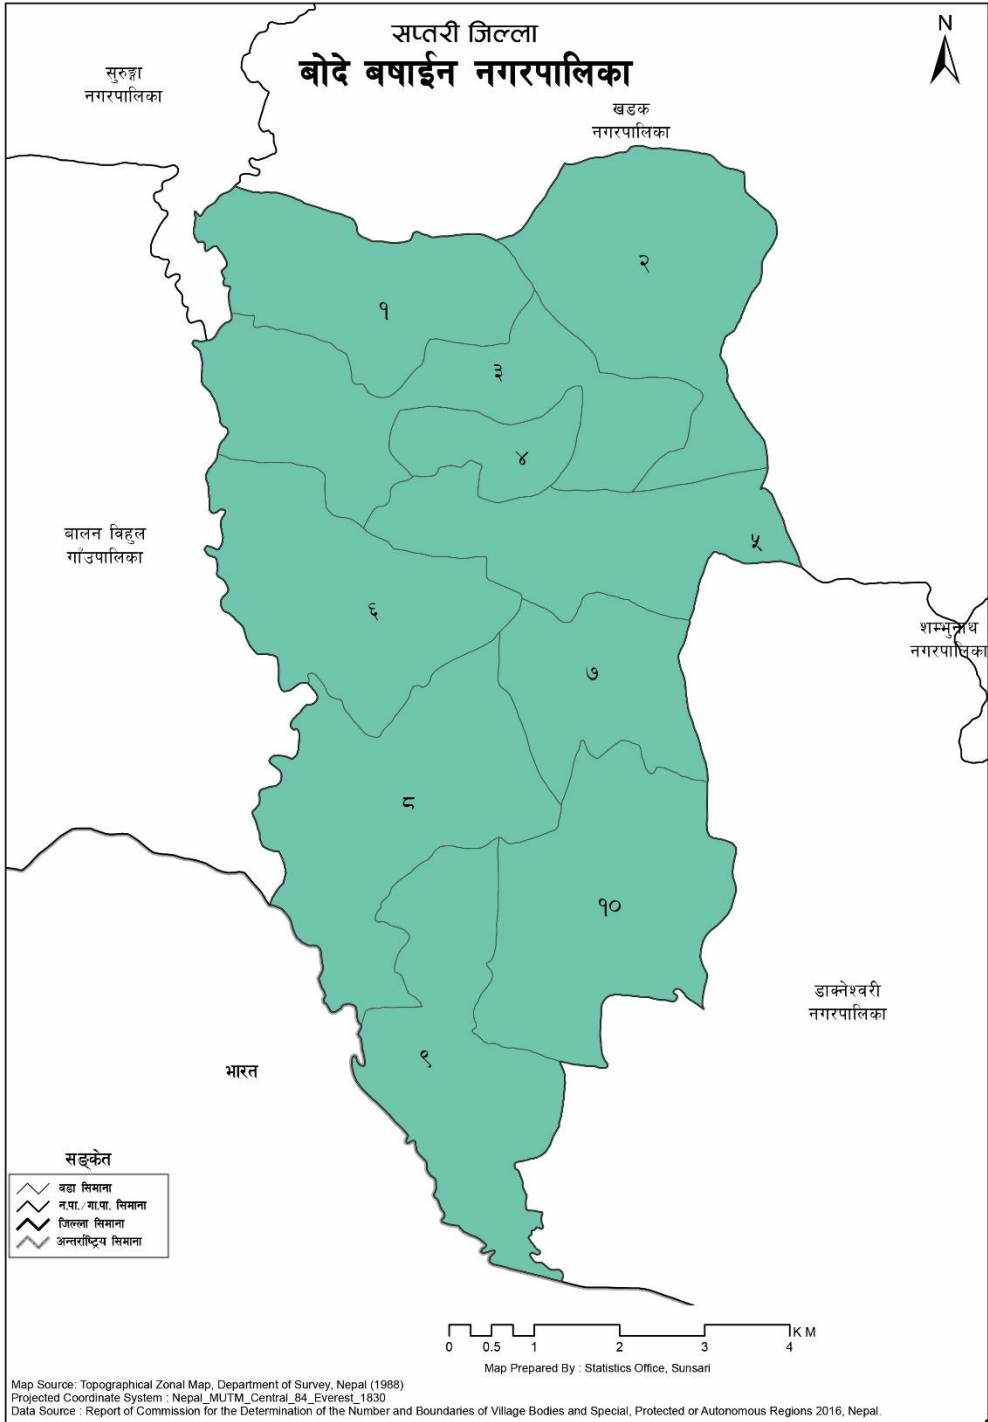 सप्तरी जिल्ला
बोदे बषाईन नगरपालिका
N
सुरुङ्गा
नगरपालिका
खडक
नगरपालिका
२
१
३
४
५
बालन विहुल
गाँउपालिका
६
शम्भुनाथ
नगरपालिका
७
८
१०
डाक्नेश्वरी
नगरपालिका
९
भारत
सङ्केत
वडा सिमाना
न.पा./गा.पा. सिमाना
जिल्ला सिमाना
अन्तर्राष्ट्रिय सिमाना
KM
0 0.5 1 2 3 4
Map Prepared By : Statistics Office, Sunsari
Map Source: Topographical Zonal Map, Department of Survey, Nepal (1988)
Projected Coordinate System : Nepal_MUTM_Central_84_Everest_1830
Data Source : Report of Commission for the Determination of the Number and Boundaries of Village Bodies and Special, Protected or Autonomous Regions 2016, Nepal.